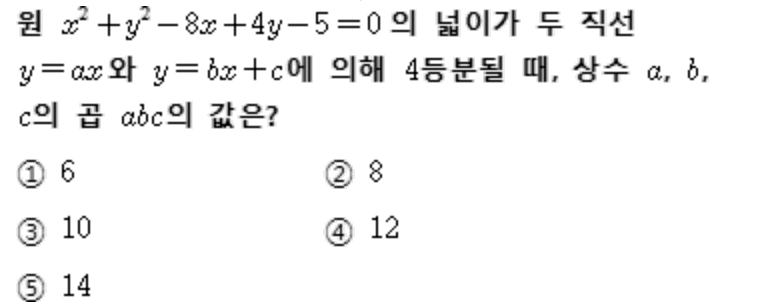 원 x²+y²−8x+4y−5=0의 넓이가 두 직선
y=ax와 y=bx+c에 의해 4등분될 때, 상수 a, b,
c의 곱 abc의 값은?
① 6 ② 8
③ 10 ④ 12
⑤ 14